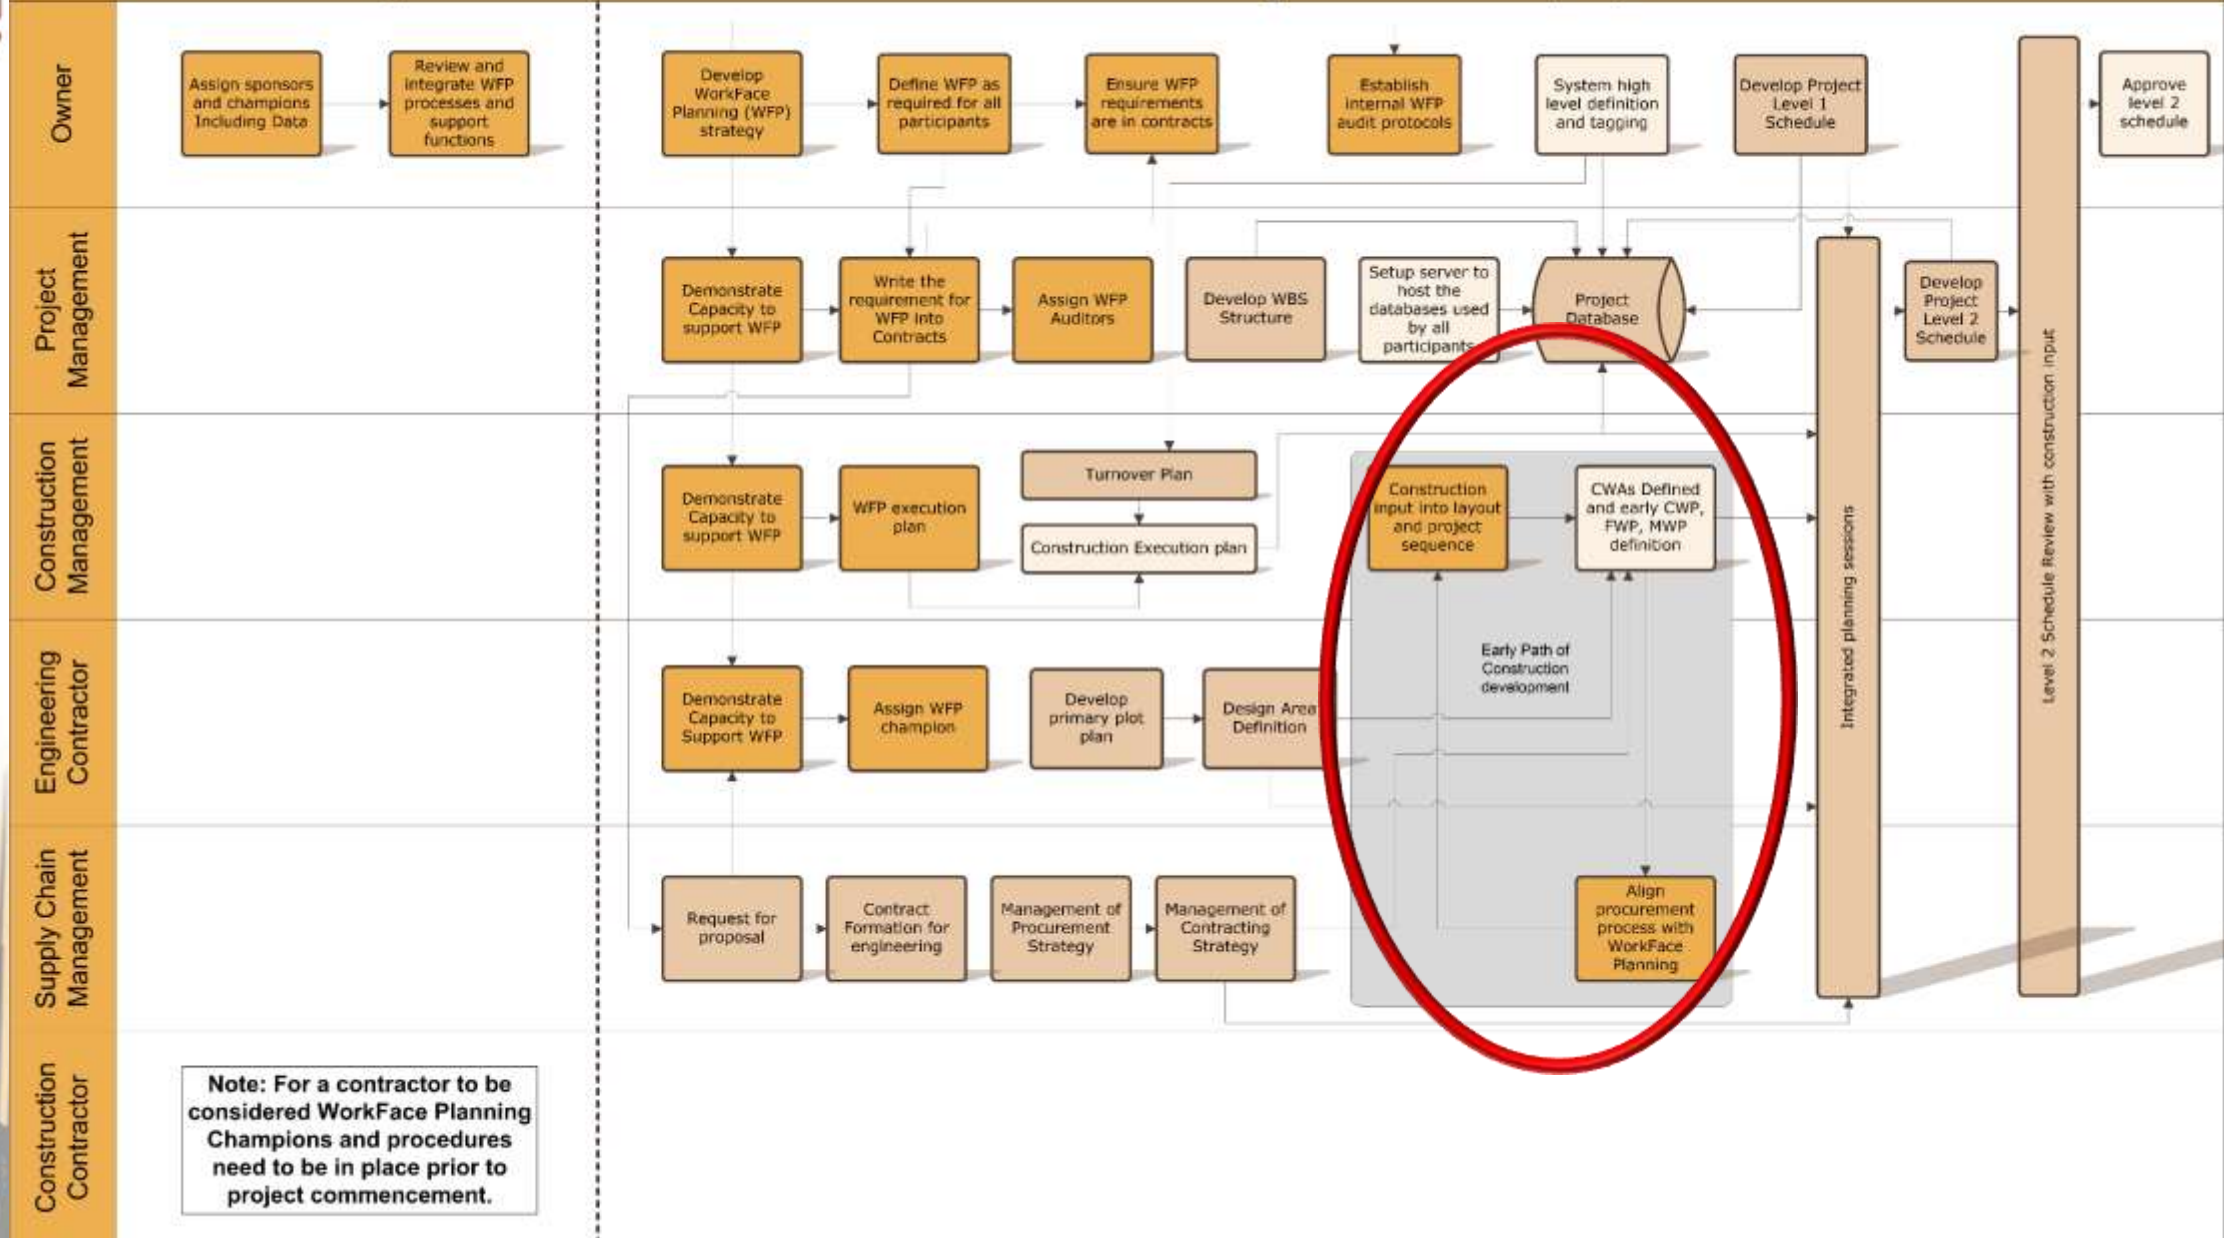 Owner
Assign sponsors
and champions
Including Data
Review and
integrate WFP
processes and
support
functions
Develop
WorkFace
Planning (WFP)
strategy
Define WFP as
required for all
participants
Ensure WFP
requirements
are in contracts
Establish
internal WFP
audit protocols
System high
level definition
and tagging
Develop Project
Level 1
Schedule
Approve
level 2
schedule
Project
Management
Demonstrate
Capacity to
support WFP
Write the
requirement for
WFP into
Contracts
Assign WFP
Auditors
Develop WBS
Structure
Setup server to
host the
databases used
by all
participants
Project
Database
Develop
Project
Level 2
Schedule
Integrated planning sessions
Level 2 Schedule Review with construction input
Construction
Management
Demonstrate
Capacity to
support WFP
WFP execution
plan
Turnover Plan
Construction Execution plan
Construction
input into layout
and project
sequence
CWAs Defined
and early CWP,
FWP, MWP
definition
Early Path of
Construction
development
Engineering
Contractor
Demonstrate
Capacity to
Support WFP
Assign WFP
champion
Develop
primary plot
plan
Design Area
Definition
Supply Chain
Management
Request for
proposal
Contract
Formation for
engineering
Management of
Procurement
Strategy
Management of
Contracting
Strategy
Align
procurement
process with
WorkFace
Planning
Construction
Contractor
Note: For a contractor to be
considered WorkFace Planning
Champions and procedures
need to be in place prior to
project commencement.